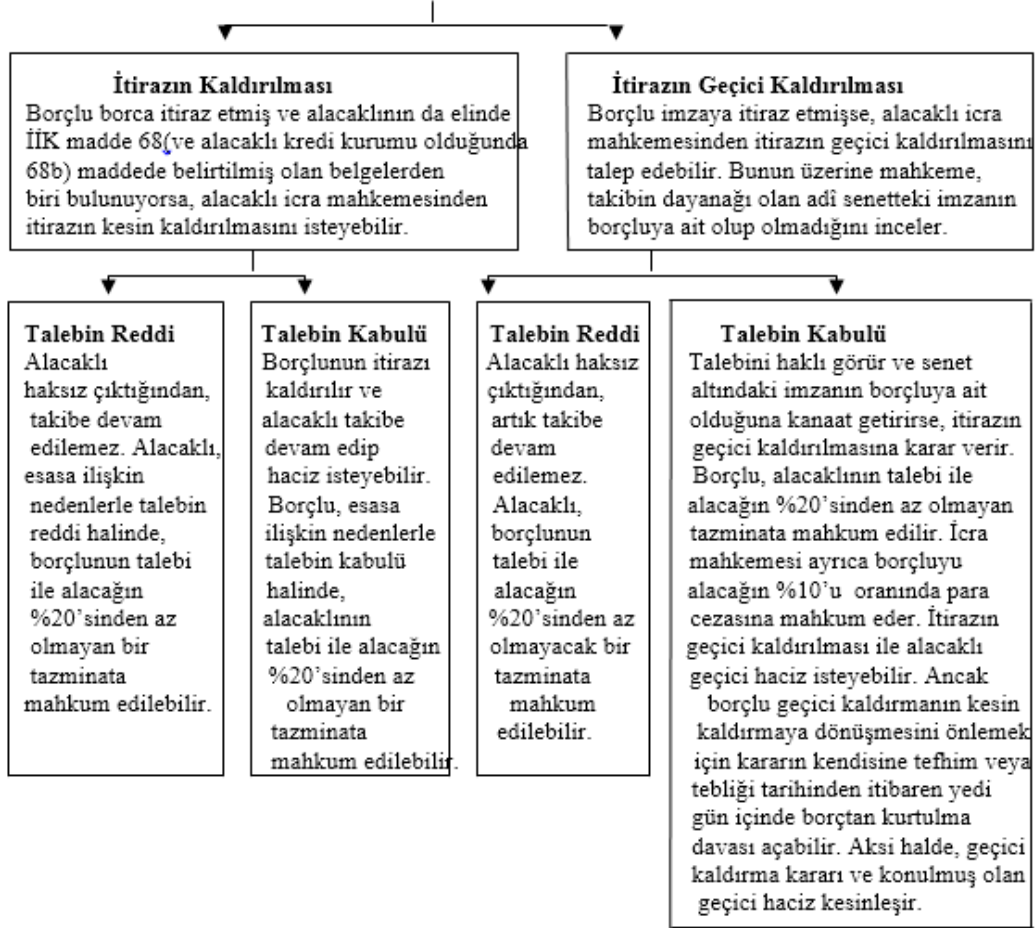 İtirazın Kaldırılması
Borçlu borca itiraz etmiş ve alacaklının da elinde
İİK madde 68(ve alacaklı kredi kurumu olduğunda
68b) maddede belirtilmiş olan belgelerden
biri bulunuyorsa, alacaklı icra mahkemesinden
itirazın kesin kaldırılmasını isteyebilir.
İtirazın Geçici Kaldırılması
Borçlu imzaya itiraz etmişse, alacaklı icra
mahkemesinden itirazın geçici kaldırılmasını
talep edebilir. Bunun üzerine mahkeme,
takibin dayanağı olan adî senetteki imzanın
borçluya ait olup olmadığını inceler.
Talebin Reddi
Alacaklı
haksız çıktığından,
takibe devam
edilemez. Alacaklı,
esasa ilişkin
nedenlerle talebin
reddi halinde,
borçlunun talebi
ile alacağın
%20’sinden az
olmayan bir
tazminata
mahkum edilebilir.
Talebin Kabulü
Borçlunun itirazı
kaldırılır ve
alacaklı takibe
devam edip
haciz isteyebilir.
Borçlu, esasa
ilişkin nedenlerle
talebin kabulü
halinde,
alacaklının
talebi ile alacağın
%20’sinden az
olmayan bir
tazminata
mahkum edilebilir.
Talebin Reddi
Alacaklı haksız
çıktığından,
artık takibe
devam
edilemez.
Alacaklı,
borçlunun
talebi ile
alacağın
%20’sinden az
olmayacak bir
tazminata
mahkum
edilebilir.
Talebin Kabulü
Talebini haklı görür ve senet
altındaki imzanın borçluya ait
olduğuna kanaat getirirse, itirazın
geçici kaldırılmasına karar verir.
Borçlu, alacaklının talebi ile
alacağın %20’sinden az olmayan
tazminata mahkum edilir. İcra
mahkemesi ayrıca borçluyu
alacağın %10’u oranında para
cezasına mahkum eder. İtirazın
geçici kaldırılması ile alacaklı
geçici haciz isteyebilir. Ancak
borçlu geçici kaldırmanın kesin
kaldırmaya dönüşmesini önlemek
için kararın kendisine tefhim veya
tebliği tarihinden itibaren yedi
gün içinde borçtan kurtulma
davası açabilir. Aksi halde, geçici
kaldırma kararı ve konulmuş olan
geçici haciz kesinleşir.